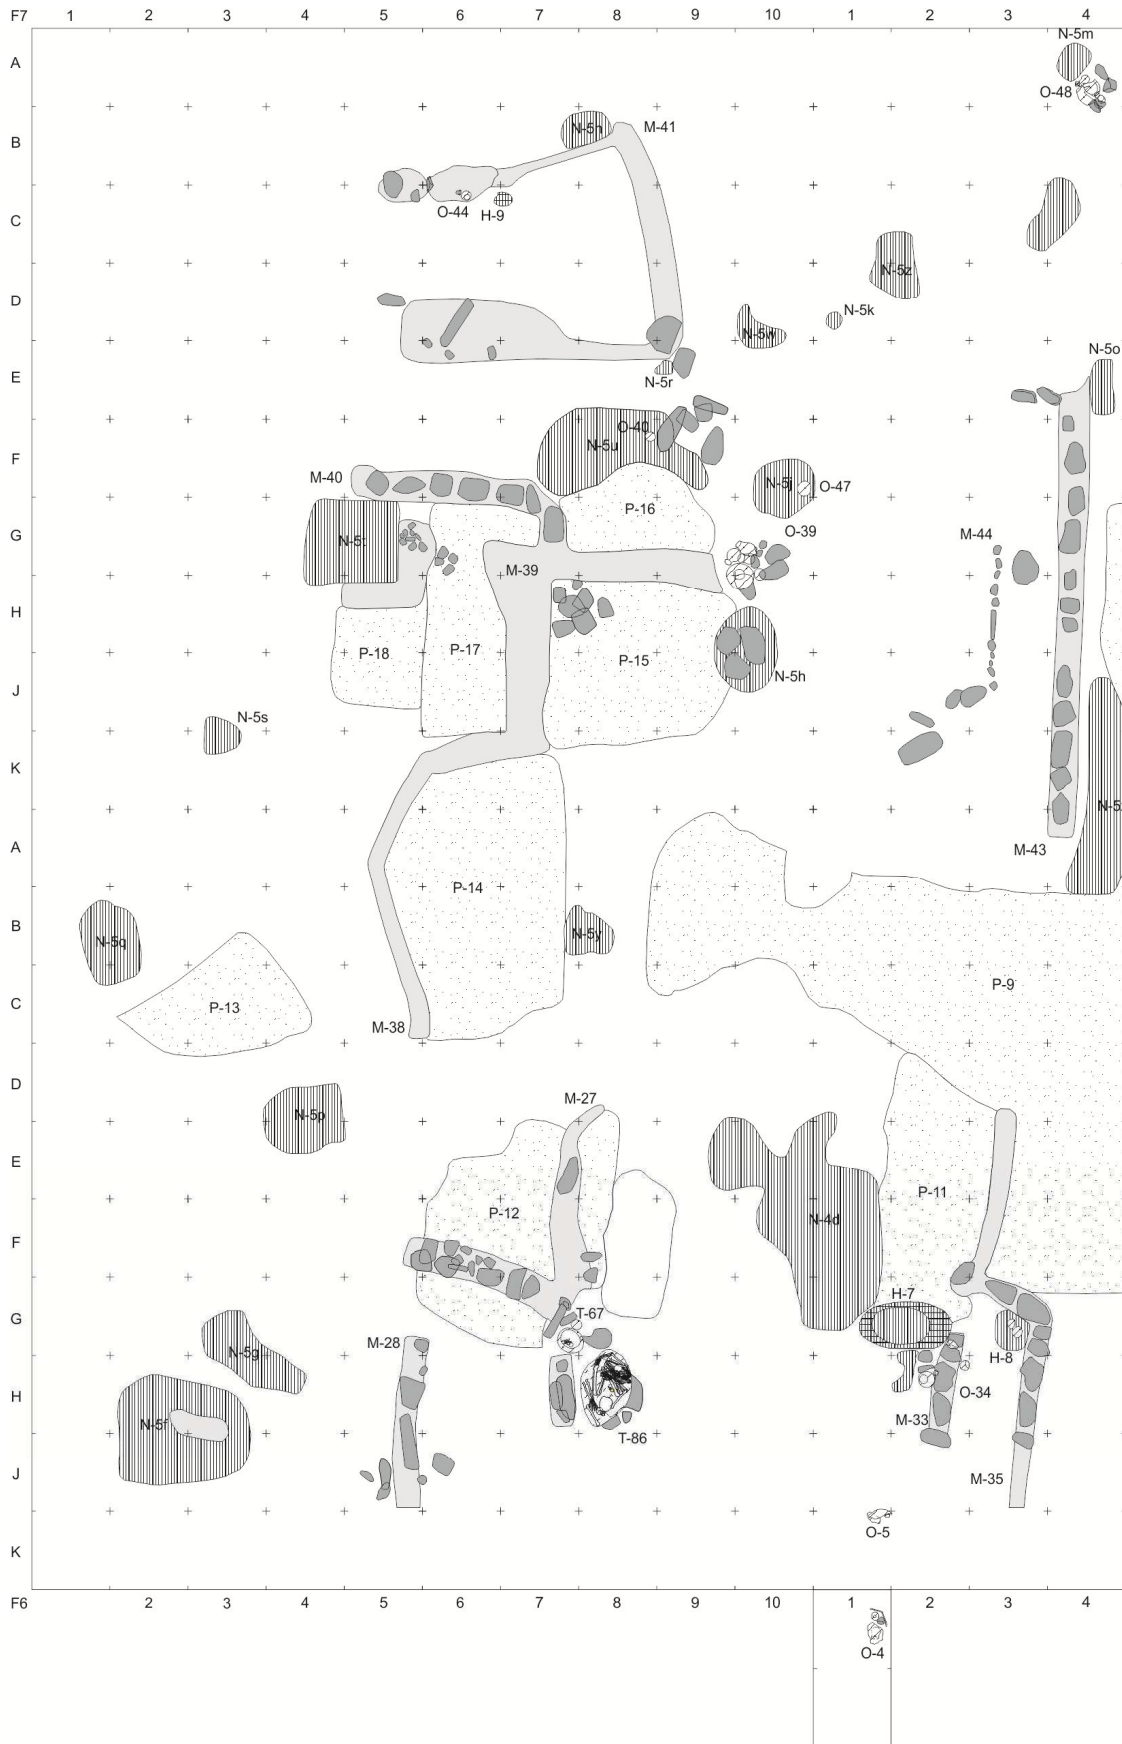 F7 1 2 3 4 5 6 7 8 9 10 1 2 3 4
N-5m
A
O-48
N-5n M-41
B
O-44 H-9
C
N-5z
D
N-5k
N-5w
N-5o
E
N-5r
O-40
N-5u
F
M-40 N-5j O-47
P-16
O-39
G
N-5t M-44
M-39
H
P-18 P-17 P-15
N-5h
J
N-5s
K
N-5
A
M-43
P-14
B
N-5q N-5y
P-9
C
P-13
M-38
D
M-27
N-5p
E
P-11
P-12 N-4d
F
H-7
G
T-67
M-28
N-5g H-8
H
O-34
N-5f M-33
T-86
J
M-35
O-5
K
F6 2 3 4 5 6 7 8 9 10 1 2 3 4
O-4